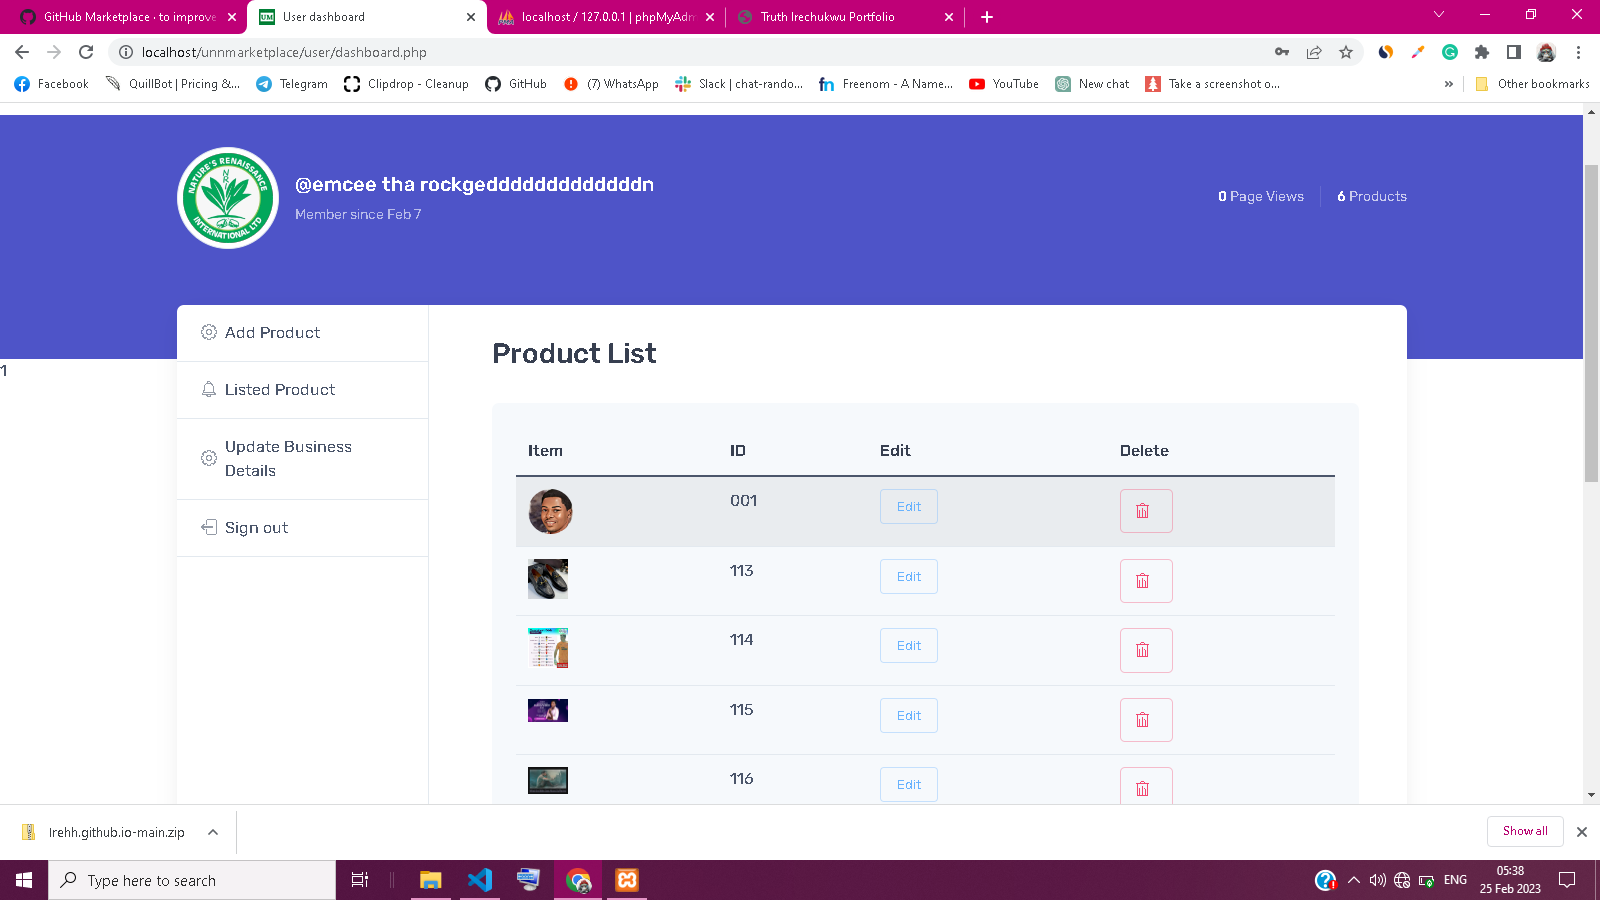 GitHub Marketplace · to improve
User dashboard
localhost / 127.0.0.1 | phpMyAdm
Truth Irechukwu Portfolio
localhost/unnmarketplace/user/dashboard.php
Facebook
QuillBot | Pricing &...
Telegram
Clipdrop - Cleanup
GitHub
(7) WhatsApp
Slack | chat-rando...
Freenom - A Name...
YouTube
New chat
Take a screenshot o...
»
Other bookmarks
NATURE'S RENAISSANCE
INTERNATIONAL LTD
@emcee tha rockgeddddddddddddn
Member since Feb 7
0 Page Views
6 Products
1
Add Product
Listed Product
Update Business
Details
Sign out
Product List
Item ID Edit Delete
001 Edit
113 Edit
114 Edit
115 Edit
116 Edit
Irehh.github.io-main.zip
Show all
Type here to search
ENG
05:38
25 Feb 2023